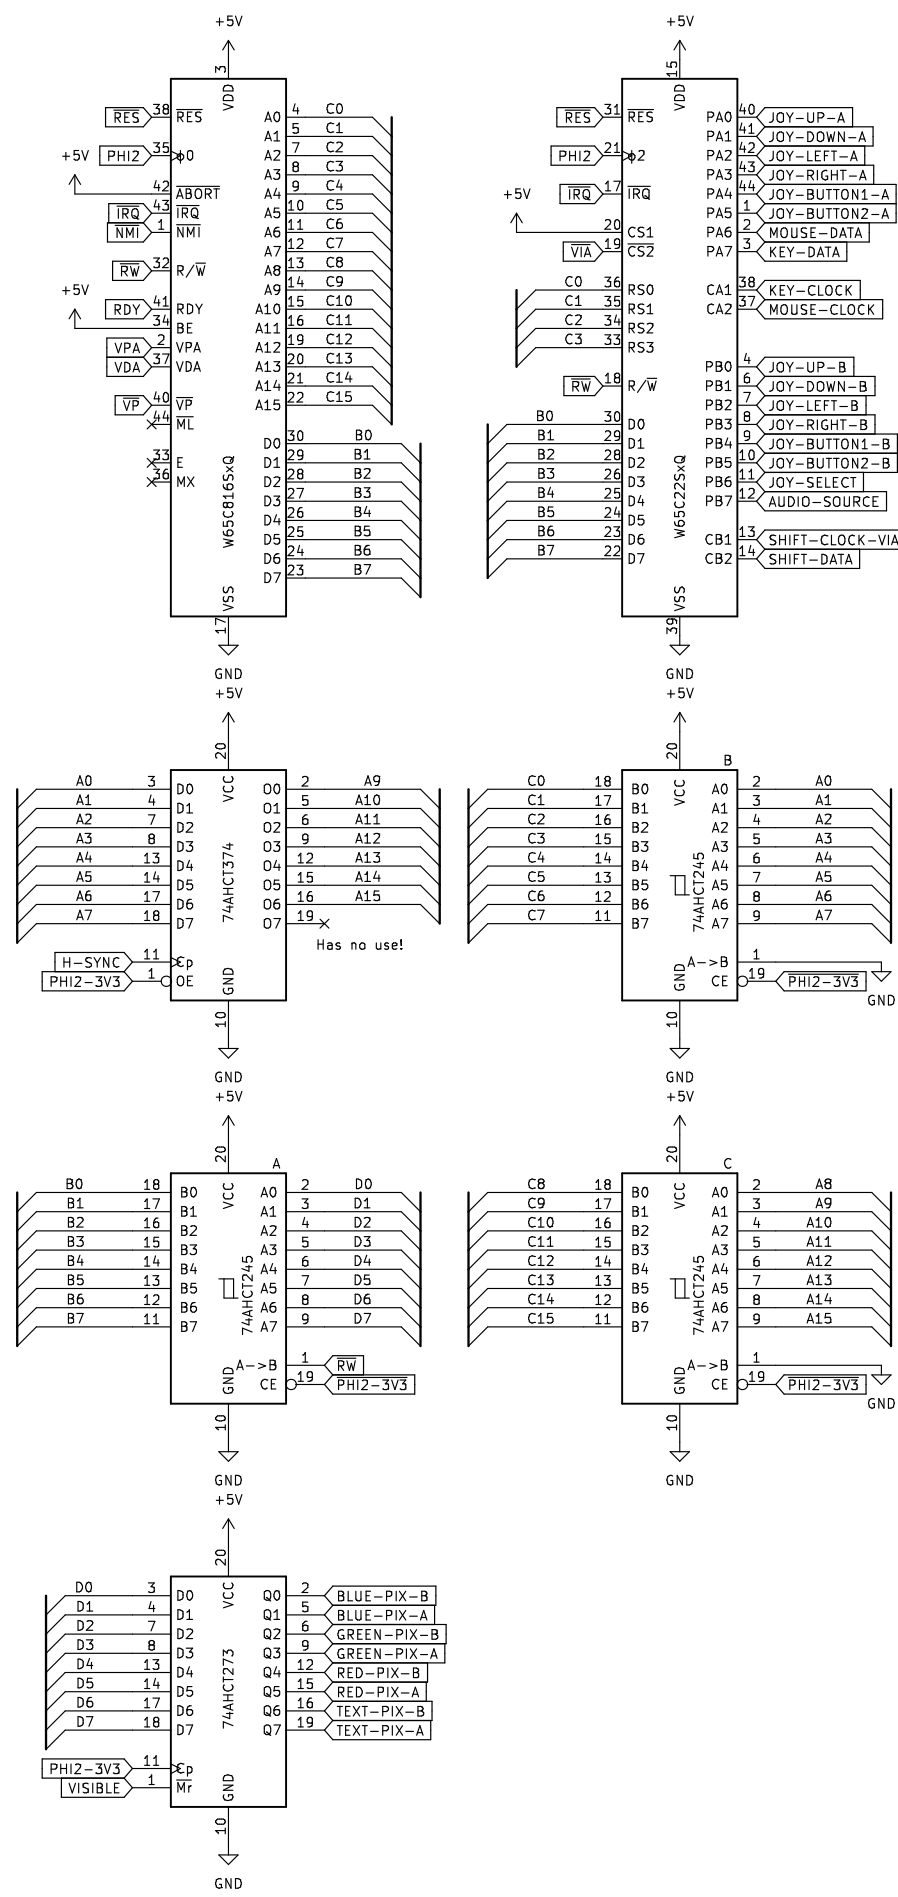 +5V
3
VDD
RES 38 RES
PHI2 35 ϕ0
+5V
42 ABORT
IRQ 43 IRQ
NMI 1 NMI
RW 32 R/W
+5V
RDY 41 RDY
34 BE
VPA 2 VPA
VDA 37 VDA
VP 40 VP
44 ML
33 E
36 MX
W65C816SxQ
A0 4 C0
A1 5 C1
A2 7 C2
A3 8 C3
A4 9 C4
A5 10 C5
A6 11 C6
A7 12 C7
A8 13 C8
A9 14 C9
A10 15 C10
A11 16 C11
A12 19 C12
A13 20 C13
A14 21 C14
A15 22 C15
D0 30 B0
D1 29 B1
D2 28 B2
D3 27 B3
D4 26 B4
D5 25 B5
D6 24 B6
D7 23 B7
VSS
17
GND
+5V
15
VDD
RES 31 RES
PHI2 21 ϕ2
IRQ 17 IRQ
+5V
20 CS1
VIA 19 CS2
C0 36 RS0
C1 35 RS1
C2 34 RS2
C3 33 RS3
RW 18 R/W
B0 30 D0
B1 29 D1
B2 28 D2
B3 26 D3
B4 25 D4
B5 24 D5
B6 23 D6
B7 22 D7
W65C22SxQ
PA0 40 JOY-UP-A
PA1 41 JOY-DOWN-A
PA2 42 JOY-LEFT-A
PA3 43 JOY-RIGHT-A
PA4 44 JOY-BUTTON1-A
PA5 1 JOY-BUTTON2-A
PA6 2 MOUSE-DATA
PA7 3 KEY-DATA
CA1 38 KEY-CLOCK
CA2 37 MOUSE-CLOCK
PB0 4 JOY-UP-B
PB1 6 JOY-DOWN-B
PB2 7 JOY-LEFT-B
PB3 8 JOY-RIGHT-B
PB4 9 JOY-BUTTON1-B
PB5 10 JOY-BUTTON2-B
PB6 11 JOY-SELECT
PB7 12 AUDIO-SOURCE
CB1 13 SHIFT-CLOCK-VIA
CB2 14 SHIFT-DATA
VSS
39
GND
+5V
20
VCC
A0 3 D0
A1 4 D1
A2 7 D2
A3 8 D3
A4 13 D4
A5 14 D5
A6 17 D6
A7 18 D7
H-SYNC 11 Cp
PHI2-3V3 1 OE
74AHCT374
O0 2 A9
O1 5 A10
O2 6 A11
O3 9 A12
O4 12 A13
O5 15 A14
O6 16 A15
O7 19
Has no use!
GND
10
GND
+5V
20
B
VCC
C0 18 B0
C1 17 B1
C2 16 B2
C3 15 B3
C4 14 B4
C5 13 B5
C6 12 B6
C7 11 B7
74AHCT245
A0 2 A0
A1 3 A1
A2 4 A2
A3 5 A3
A4 6 A4
A5 7 A5
A6 8 A6
A7 9 A7
A->B 1
CE 19 PHI2-3V3
GND
GND
10
GND
+5V
20
A
VCC
B0 18 B0
B1 17 B1
B2 16 B2
B3 15 B3
B4 14 B4
B5 13 B5
B6 12 B6
B7 11 B7
74AHCT245
A0 2 D0
A1 3 D1
A2 4 D2
A3 5 D3
A4 6 D4
A5 7 D5
A6 8 D6
A7 9 D7
A->B 1 RW
CE 19 PHI2-3V3
GND
10
GND
+5V
20
C
VCC
C8 18 B0
C9 17 B1
C10 16 B2
C11 15 B3
C12 14 B4
C13 13 B5
C14 12 B6
C15 11 B7
74AHCT245
A0 2 A8
A1 3 A9
A2 4 A10
A3 5 A11
A4 6 A12
A5 7 A13
A6 8 A14
A7 9 A15
A->B 1
CE 19 PHI2-3V3
GND
GND
10
GND
+5V
20
VCC
D0 3 D0
D1 4 D1
D2 7 D2
D3 8 D3
D4 13 D4
D5 14 D5
D6 17 D6
D7 18 D7
PHI2-3V3 11 Cp
VISIBLE 1 Mr
74AHCT273
Q0 2 BLUE-PIX-B
Q1 5 BLUE-PIX-A
Q2 6 GREEN-PIX-B
Q3 9 GREEN-PIX-A
Q4 12 RED-PIX-B
Q5 15 RED-PIX-A
Q6 16 TEXT-PIX-B
Q7 19 TEXT-PIX-A
GND
10
GND